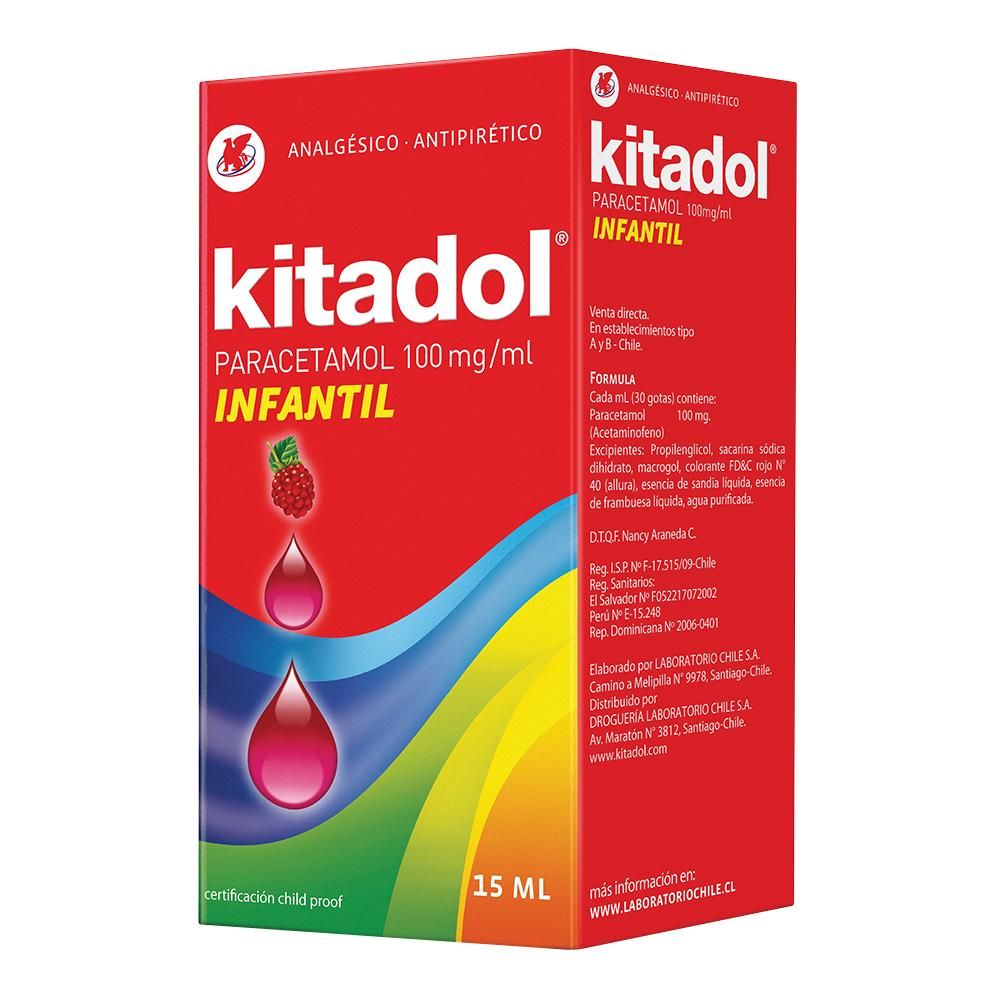 ANALGÉSICO · ANTIPIRÉTICO
kitadol®
PARACETAMOL 100 mg/ml
INFANTIL
certificación child proof
15 ML
ANALGÉSICO · ANTIPIRÉTICO
kitadol®
PARACETAMOL 100mg/ml
INFANTIL
Venta directa.
En establecimientos tipo
A y B - Chile.
FORMULA
Cada mL (30 gotas) contiene:
Paracetamol 100 mg.
(Acetaminofeno)
Excipientes: Propilenglicol, sacarina sódica
dihidrato, macrogol, colorante FD&C rojo N°
40 (allura), esencia de sandia líquida, esencia
de frambuesa líquida, agua purificada.
D.T.Q.F. Nancy Araneda C.
Reg. I.S.P. N° F-17.515/09-Chile
Reg. Sanitarios:
El Salvador N° F052217072002
Perú N° E-15.248
Rep. Dominicana N° 2006-0401
Elaborado por LABORATORIO CHILE S.A.
Camino a Melipilla N° 9978, Santiago-Chile.
Distribuido por
DROGUERÍA LABORATORIO CHILE S.A.
Av. Maratón N° 3812, Santiago-Chile.
www.kitadol.com
más información en:
WWW.LABORATORIOCHILE.CL